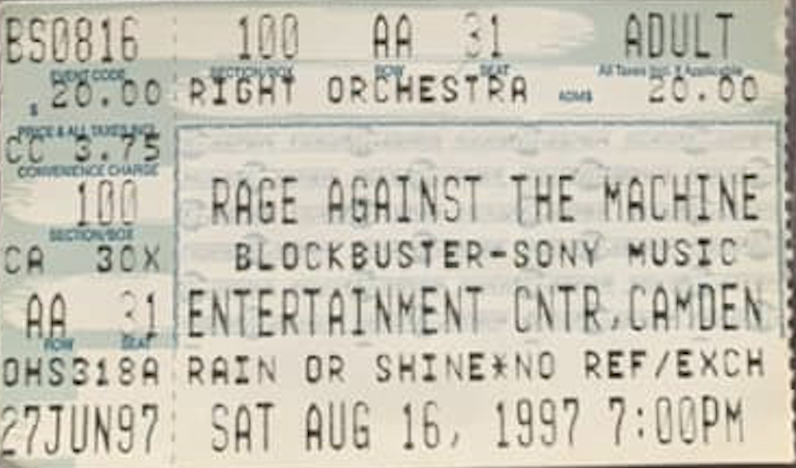 BS0816 100 AA 31 ADULT
EVENT CODE SECTION/BOX ROW SEAT All Taxes Incl. If Applicable
$ 20.00 RIGHT ORCHESTRA ADM$ 20.00
PRICE & ALL TAXES INCL.
CC 3.75
CONVENIENCE CHARGE
100 RAGE AGAINST THE MACHINE
SECTION/BOX
CA 30X BLOCKBUSTER-SONY MUSIC
AA 31 ENTERTAINMENT CNTR,CAMDEN
ROW SEAT
OHS318A RAIN OR SHINE*NO REF/EXCH
27JUN97 SAT AUG 16, 1997 7:00PM